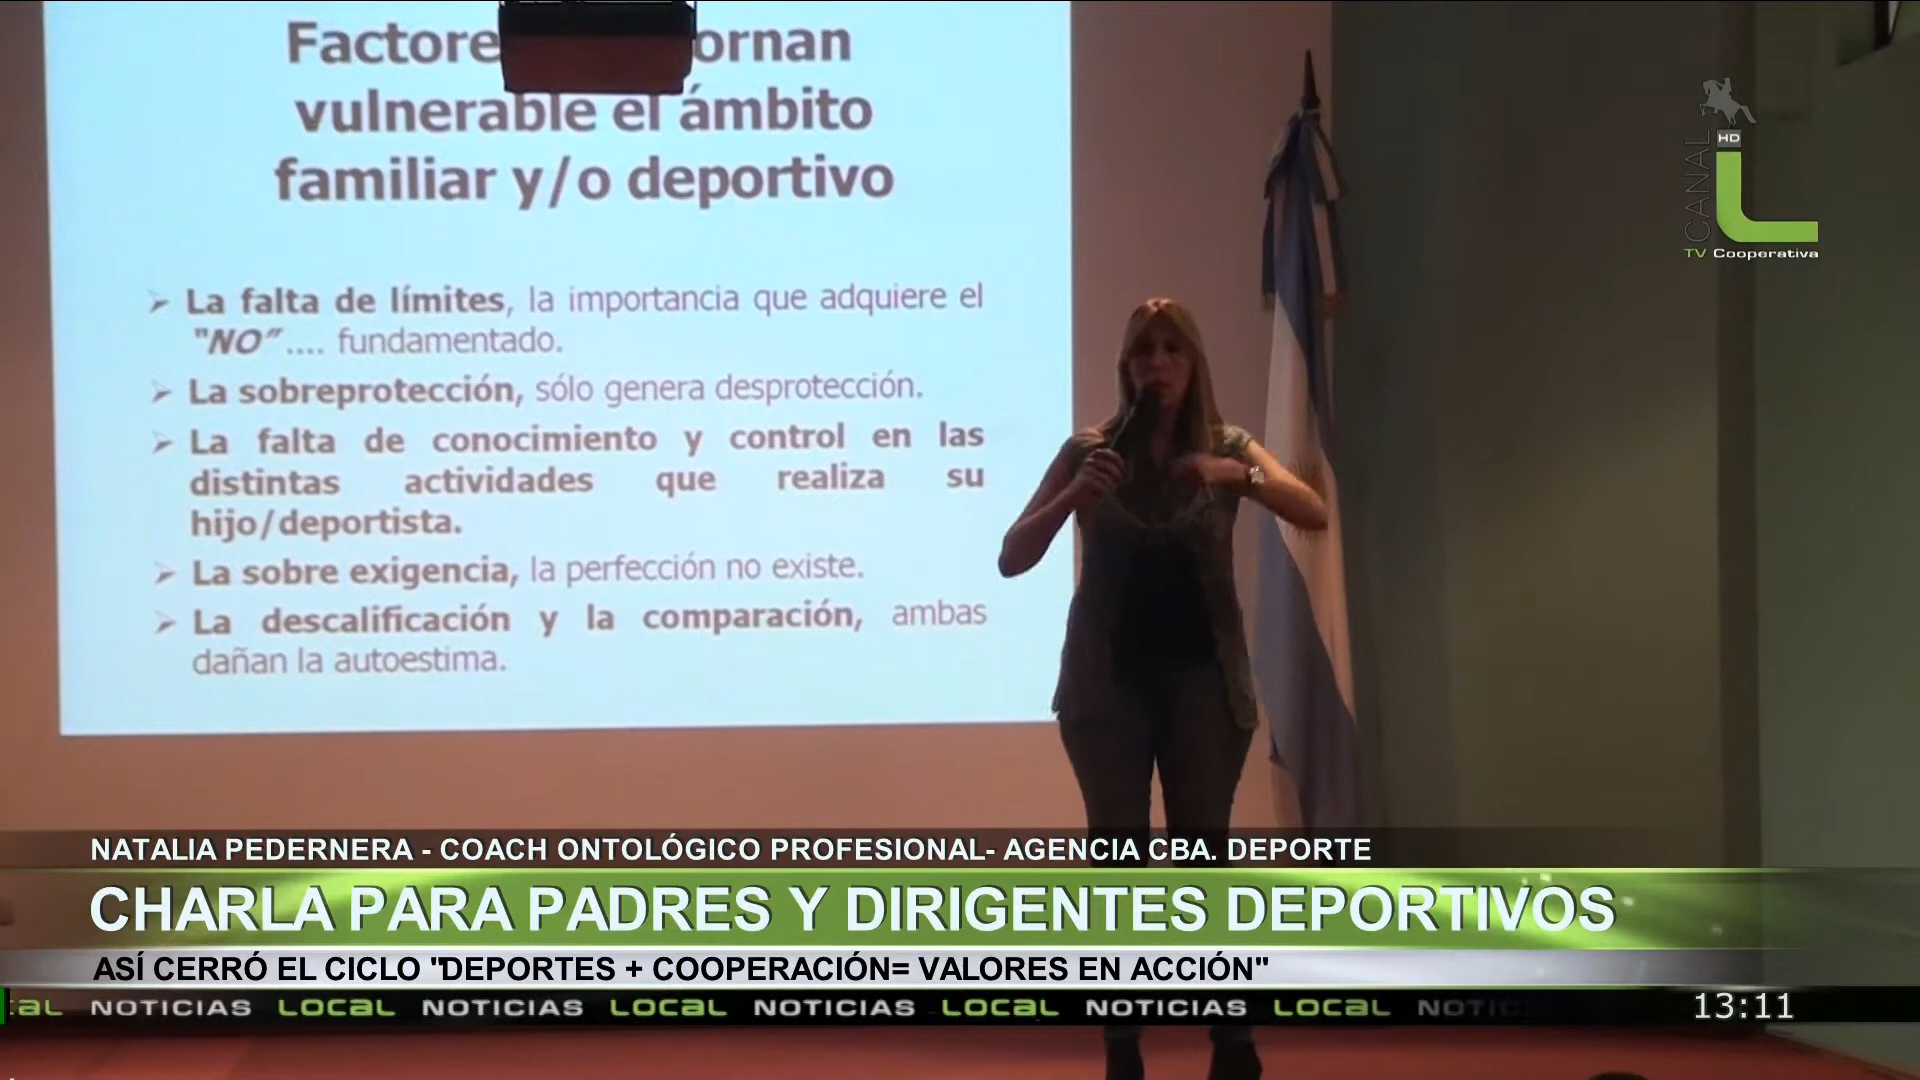 vulnerable el ámbito
familiar y/o deportivo
La falta de límites, la importancia que adquiere el
"NO".... fundamentado.
La sobreprotección, sólo genera desprotección.
La falta de conocimiento y control en las
distintas actividades que realiza su
hijo/deportista.
La sobre exigencia, la perfección no existe.
La descalificación y la comparación, ambas
dañan la autoestima.
CANAL
HD
L
TV Cooperativa
NATALIA PEDERNERA - COACH ONTOLÓGICO PROFESIONAL- AGENCIA CBA. DEPORTE
CHARLA PARA PADRES Y DIRIGENTES DEPORTIVOS
ASÍ CERRÓ EL CICLO "DEPORTES + COOPERACIÓN= VALORES EN ACCIÓN"
NOTICIAS LOCAL NOTICIAS LOCAL NOTICIAS LOCAL NOTICIAS LOCAL
13:11